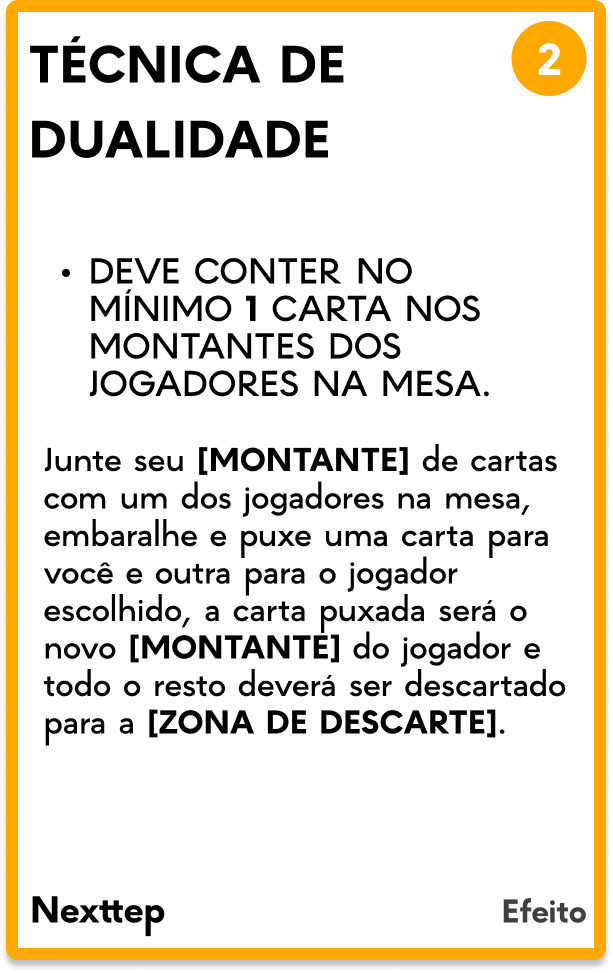 TÉCNICA DE
2
DUALIDADE
• DEVE CONTER NO
MÍNIMO 1 CARTA NOS
MONTANTES DOS
JOGADORES NA MESA.
Junte seu [MONTANTE] de cartas
com um dos jogadores na mesa,
embaralhe e puxe uma carta para
você e outra para o jogador
escolhido, a carta puxada será o
novo [MONTANTE] do jogador e
todo o resto deverá ser descartado
para a [ZONA DE DESCARTE].
Nexttep
Efeito